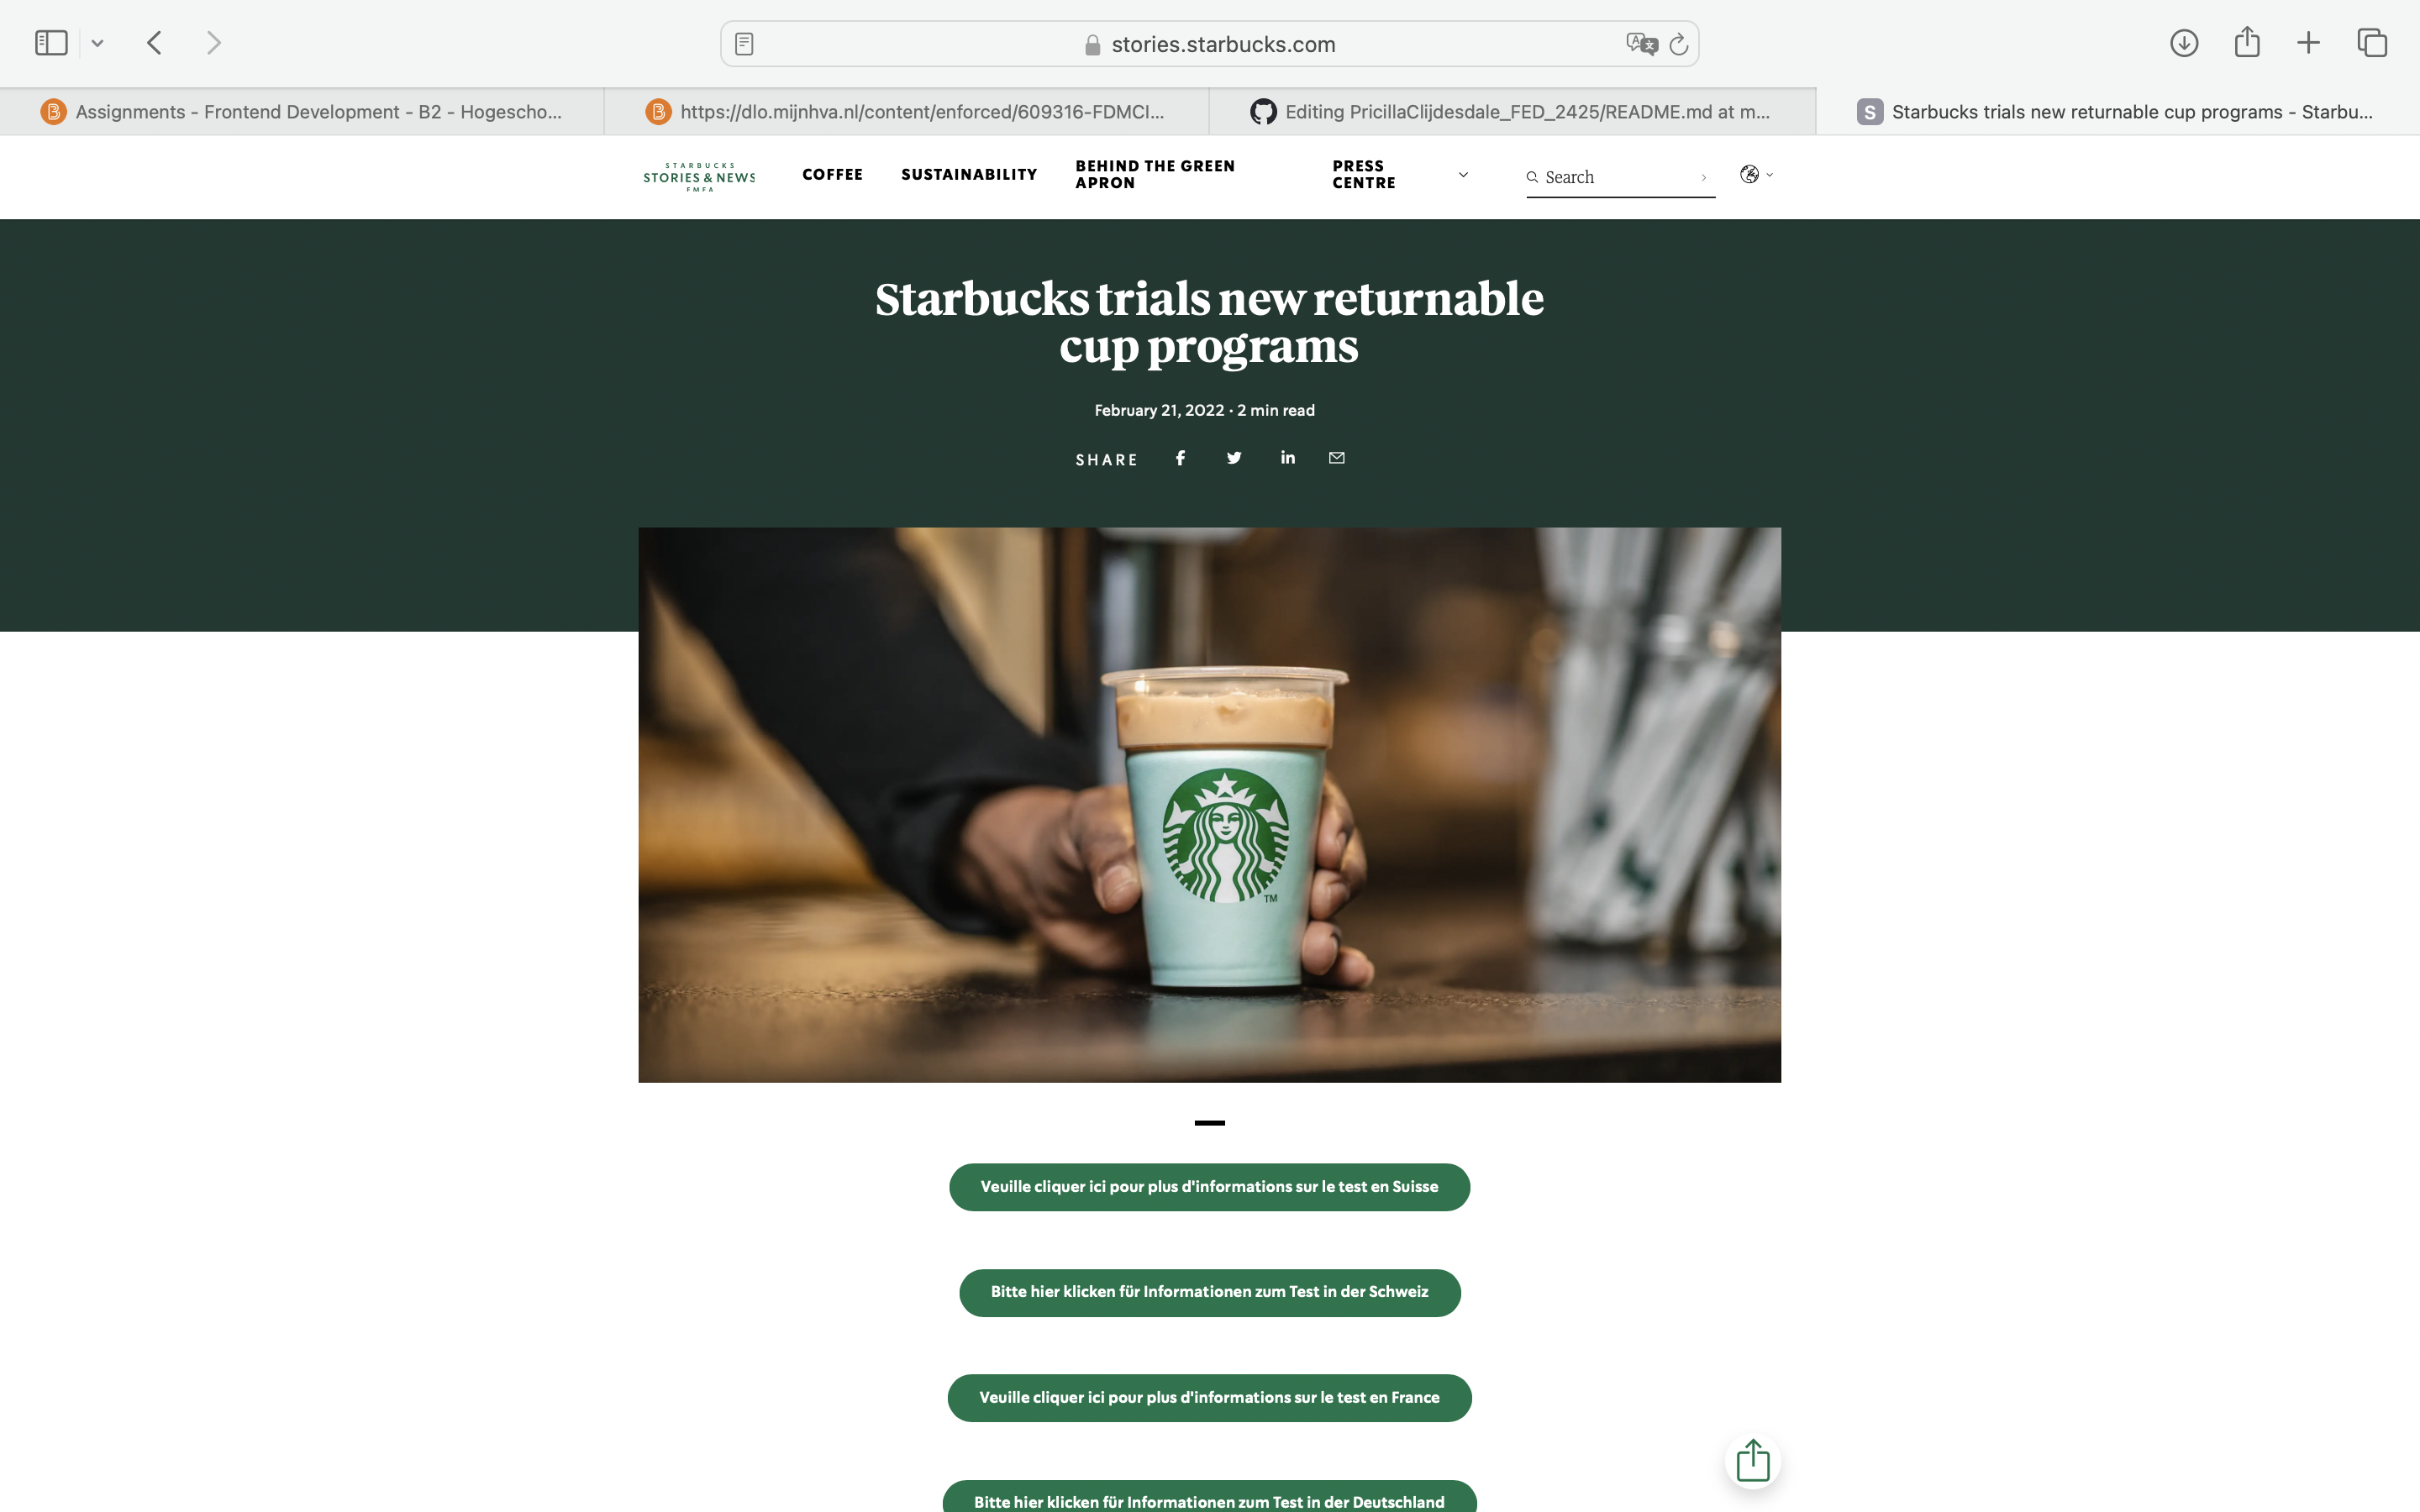 stories.starbucks.com
Assignments - Frontend Development - B2 - Hogescho...
https://dlo.mijnhva.nl/content/enforced/609316-FDMCI...
Editing PricillaClijdesdale_FED_2425/README.md at m...
S Starbucks trials new returnable cup programs - Starbu...
STARBUCKS
STORIES & NEWS
EMEA
COFFEE
SUSTAINABILITY
BEHIND THE GREEN
APRON
PRESS
CENTRE
Search
Starbucks trials new returnable
cup programs
February 21, 2022 · 2 min read
SHARE
TM
Veuille cliquer ici pour plus d'informations sur le test en Suisse
Bitte hier klicken für Informationen zum Test in der Schweiz
Veuille cliquer ici pour plus d'informations sur le test en France
Bitte hier klicken für Informationen zum Test in der Deutschland